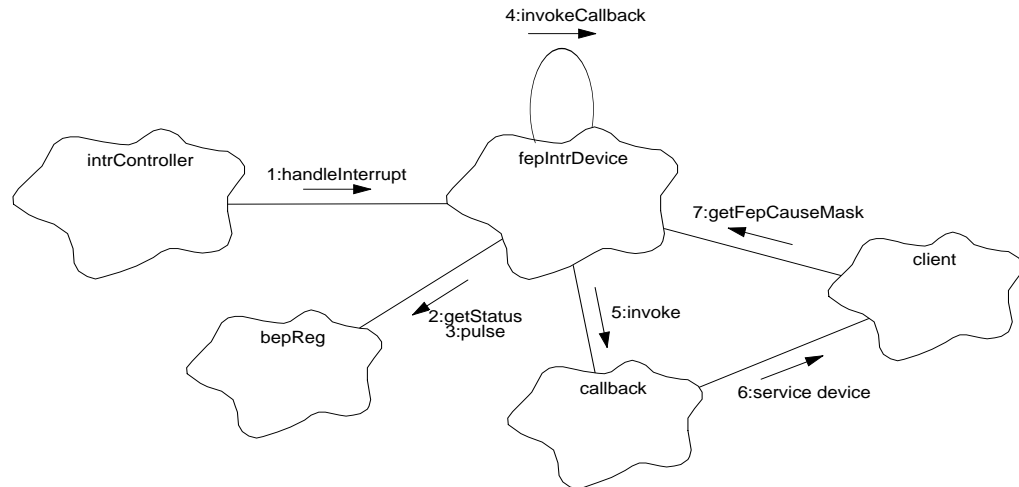 4:invokeCallback
intrController
fepIntrDevice
1:handleInterrupt
7:getFepCauseMask
client
2:getStatus
3:pulse
5:invoke
bepReg
callback
6:service device